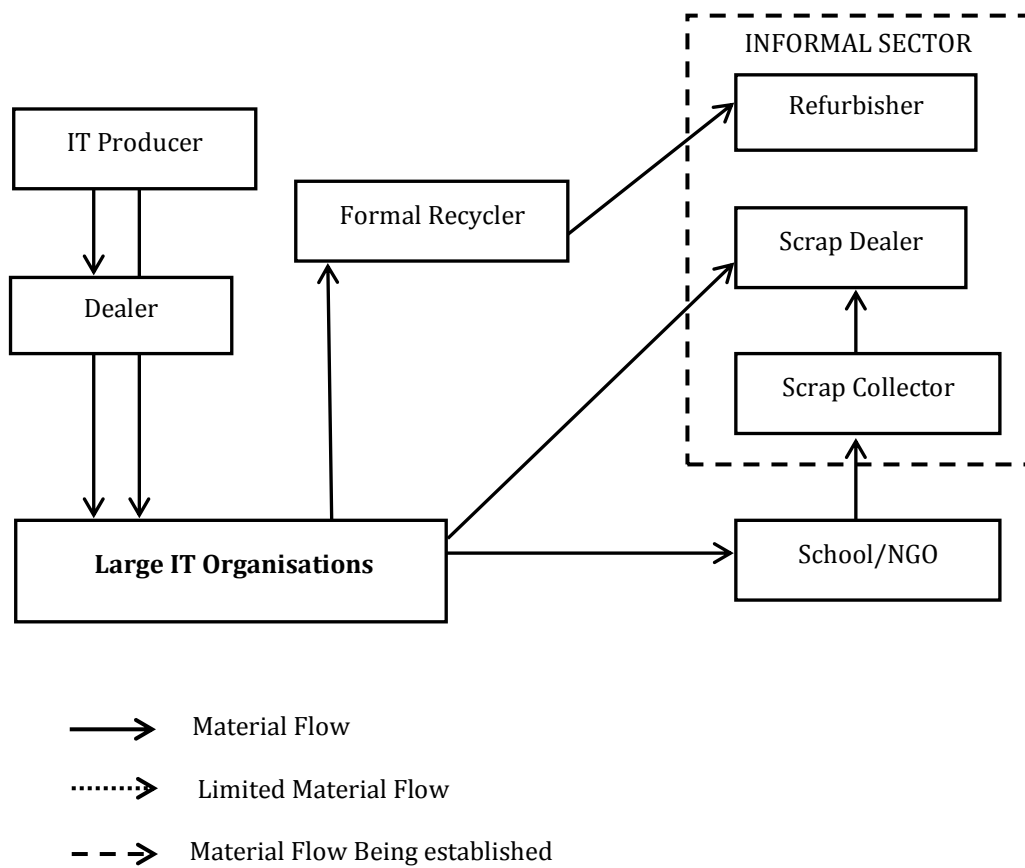 INFORMAL SECTOR
Refurbisher
IT Producer
Formal Recycler
Scrap Dealer
Dealer
Scrap Collector
Large IT Organisations
School/NGO
Material Flow
Limited Material Flow
Material Flow Being established